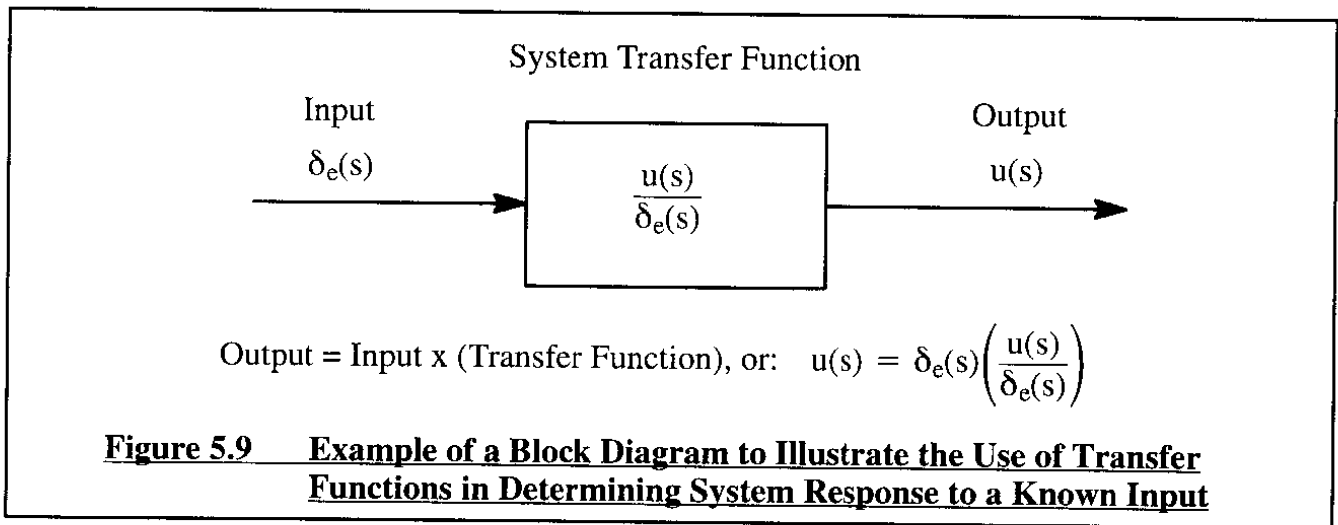 System Transfer Function
Input
Output
δe(s)
u(s)
u(s)
δe(s)
Output = Input x (Transfer Function), or: u(s) = δe(s)(u(s)/δe(s))
Figure 5.9 Example of a Block Diagram to Illustrate the Use of Transfer
Functions in Determining System Response to a Known Input